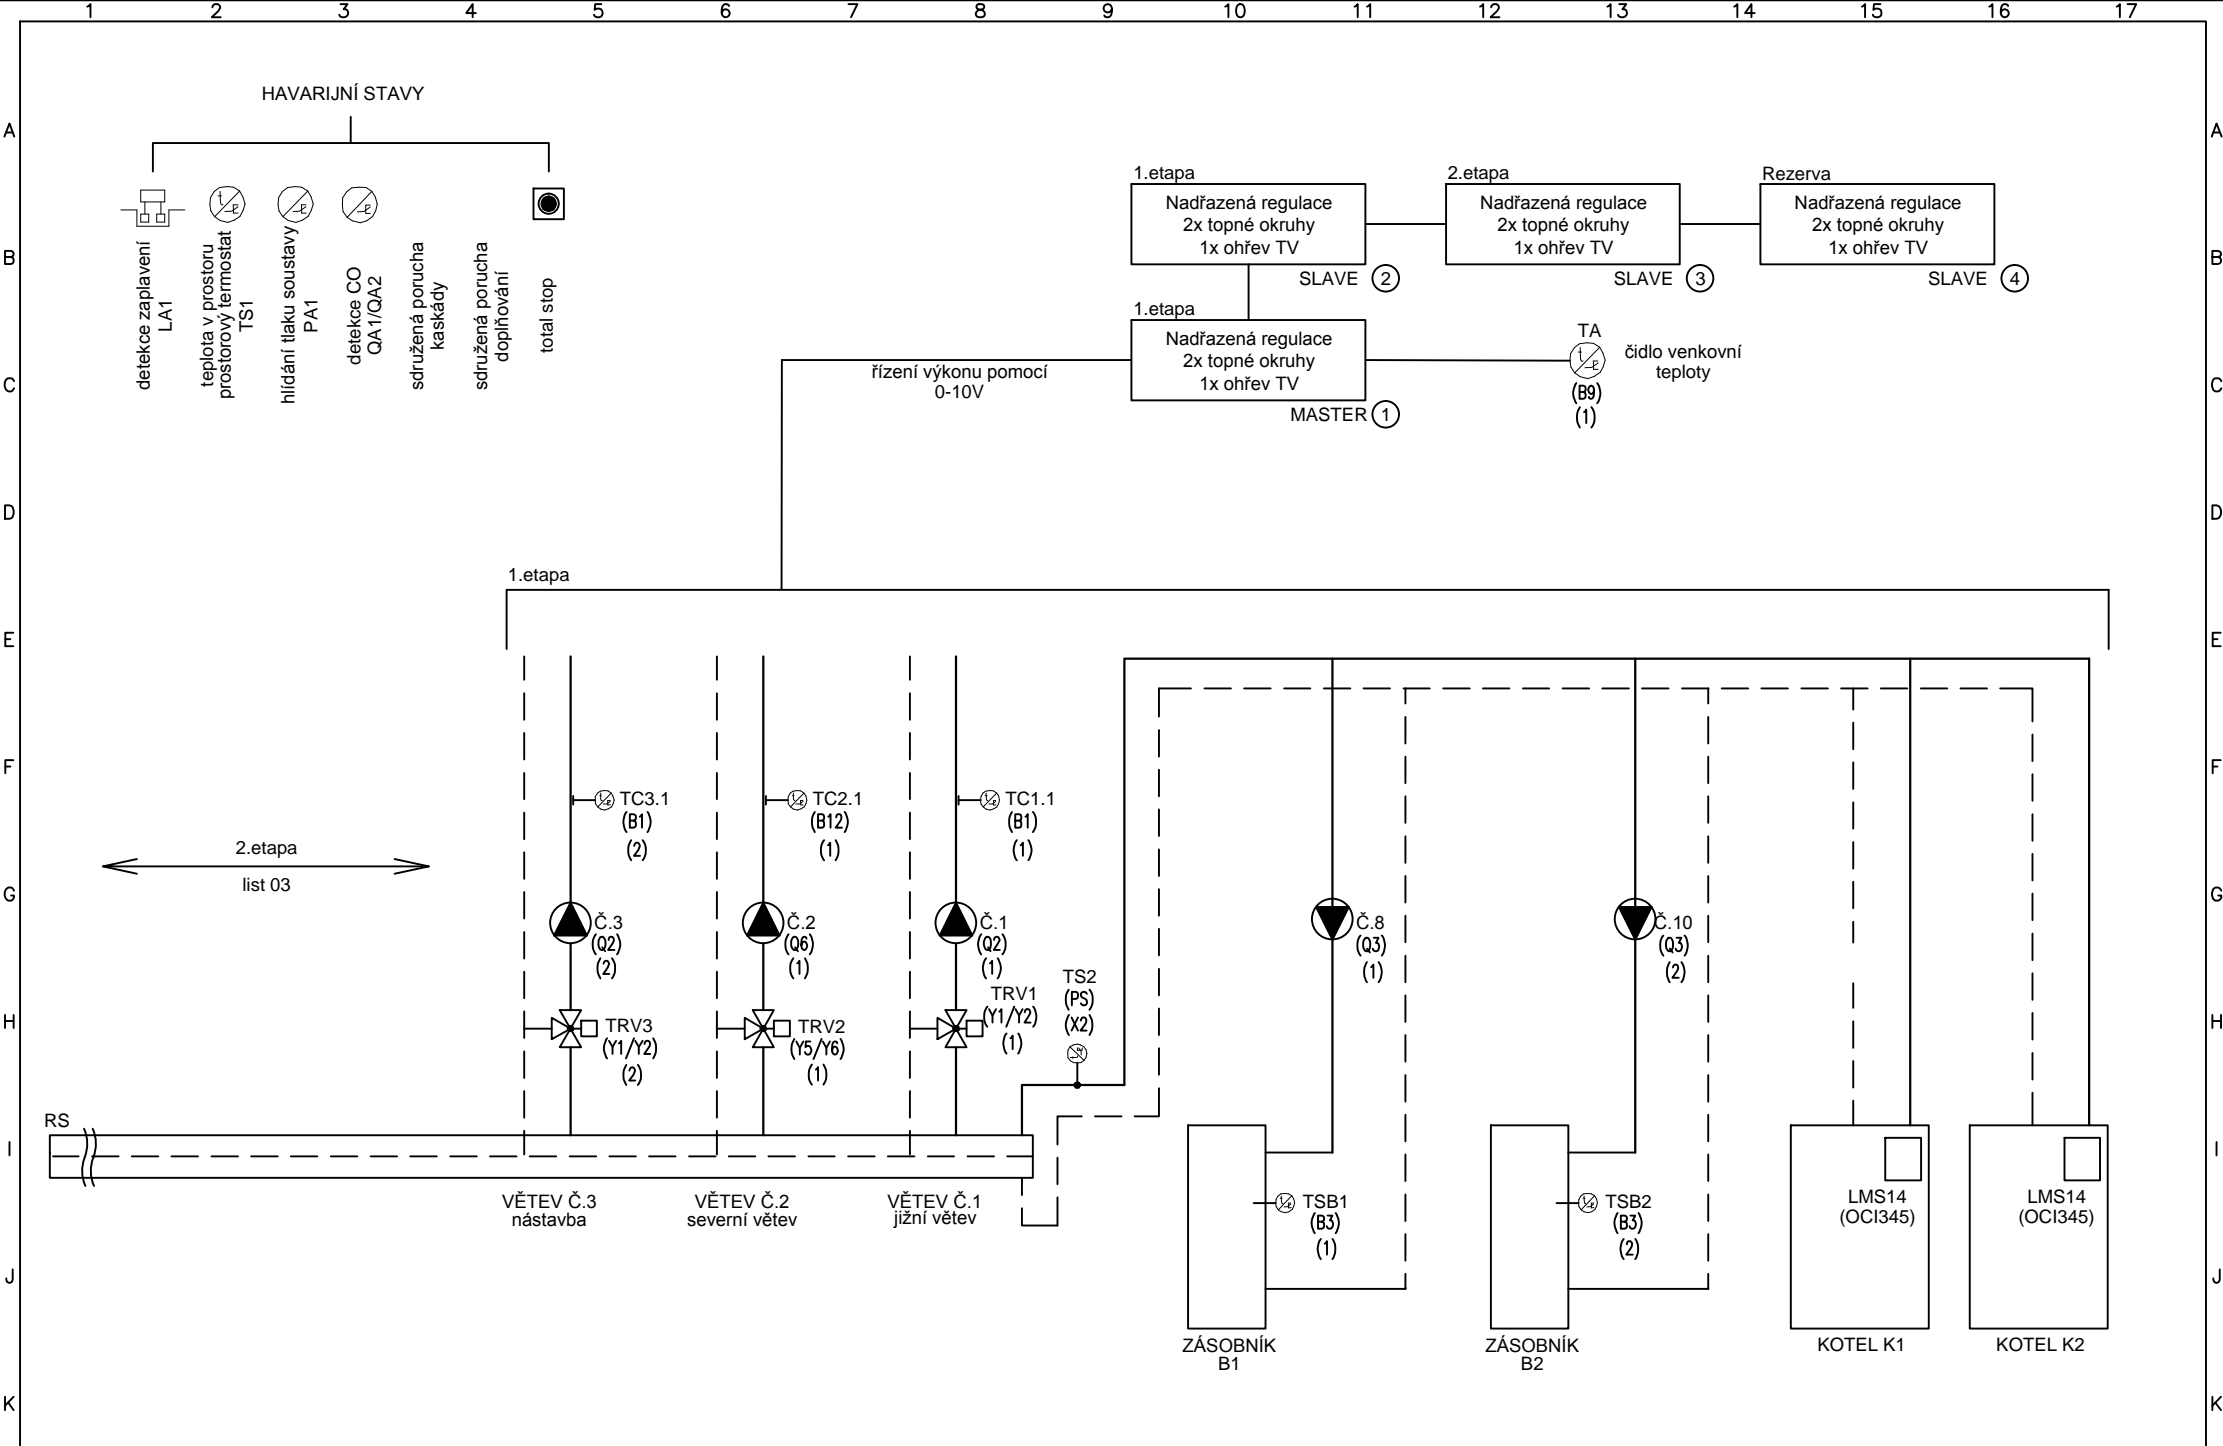 1 2 3 4 5 6 7 8 9 10 11 12 13 14 15 16 17
A
B
C
D
E
F
G
H
I
J
K
A
B
C
D
E
F
G
H
I
J
K
HAVARIJNÍ STAVY
detekce zaplavení
LA1
teplota v prostoru
prostorový termostat
TS1
hlídání tlaku soustavy
PA1
detekce CO
QA1/QA2
sdružená porucha
kaskády
sdružená porucha
doplňování
total stop
1.etapa
Nadřazená regulace
2x topné okruhy
1x ohřev TV
SLAVE 2
2.etapa
Nadřazená regulace
2x topné okruhy
1x ohřev TV
SLAVE 3
Rezerva
Nadřazená regulace
2x topné okruhy
1x ohřev TV
SLAVE 4
1.etapa
Nadřazená regulace
2x topné okruhy
1x ohřev TV
MASTER 1
řízení výkonu pomocí
0-10V
TA
(B9)
(1)
čidlo venkovní
teploty
1.etapa
2.etapa
list 03
TC3.1
(B1)
(2)
TC2.1
(B12)
(1)
TC1.1
(B1)
(1)
Č.3
(Q2)
(2)
Č.2
(Q6)
(1)
Č.1
(Q2)
(1)
Č.8
(Q3)
(1)
Č.10
(Q3)
(2)
TRV3
(Y1/Y2)
(2)
TRV2
(Y5/Y6)
(1)
TRV1
(Y1/Y2)
(1)
TS2
(PS)
(X2)
RS
VĚTEV Č.3
nástavba
VĚTEV Č.2
severní větev
VĚTEV Č.1
jižní větev
TSB1
(B3)
(1)
ZÁSOBNÍK
B1
TSB2
(B3)
(2)
ZÁSOBNÍK
B2
LMS14
(OCI345)
KOTEL K1
LMS14
(OCI345)
KOTEL K2